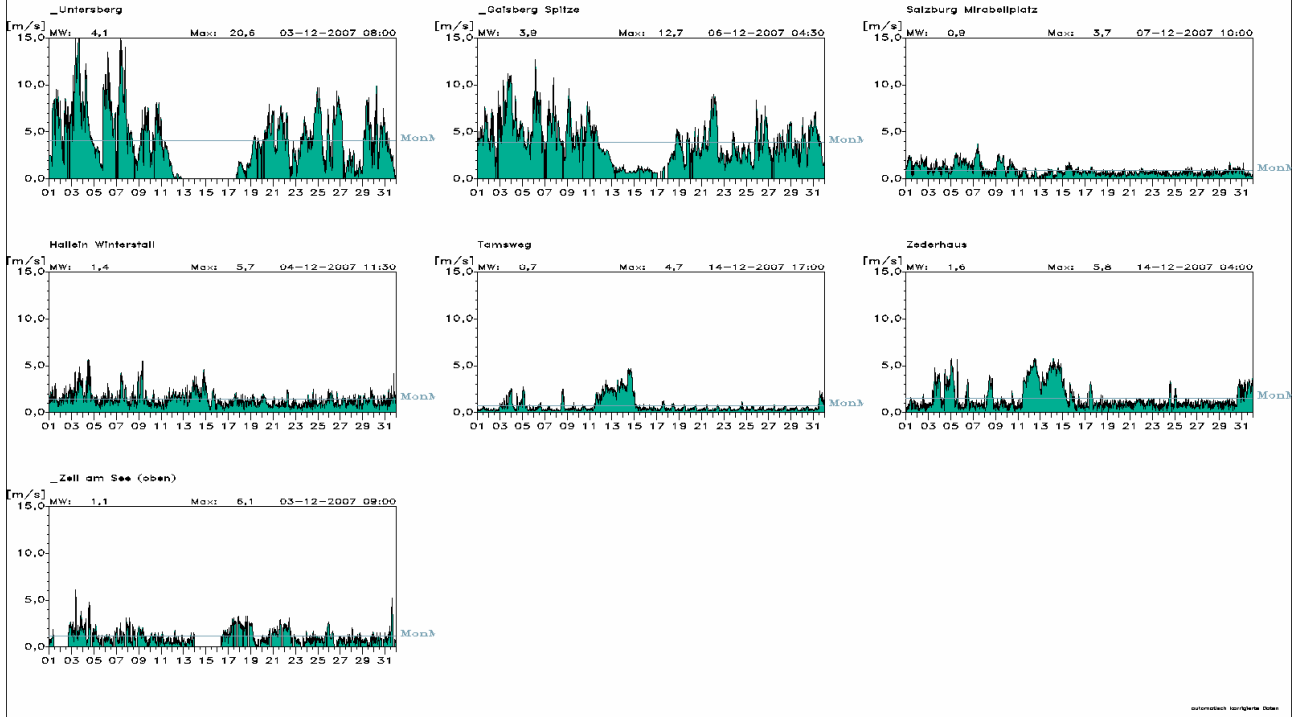 _Untersberg
[m/s] MW: 4,1 Max: 20,6 03-12-2007 08:00
15,0
10,0
5,0
MonM
0,0
01 03 05 07 09 11 13 15 17 19 21 23 25 27 29 31
_Gaisberg Spitze
[m/s] MW: 3,9 Max: 12,7 06-12-2007 04:30
15,0
10,0
5,0
MonM
0,0
01 03 05 07 09 11 13 15 17 19 21 23 25 27 29 31
Salzburg Mirabellplatz
[m/s] MW: 0,9 Max: 3,7 07-12-2007 10:00
15,0
10,0
5,0
MonM
0,0
01 03 05 07 09 11 13 15 17 19 21 23 25 27 29 31
Hallein Winterstall
[m/s] MW: 1,4 Max: 5,7 04-12-2007 11:30
15,0
10,0
5,0
MonM
0,0
01 03 05 07 09 11 13 15 17 19 21 23 25 27 29 31
Tamsweg
[m/s] MW: 0,7 Max: 4,7 14-12-2007 17:00
15,0
10,0
5,0
MonM
0,0
01 03 05 07 09 11 13 15 17 19 21 23 25 27 29 31
Zederhaus
[m/s] MW: 1,6 Max: 5,8 14-12-2007 04:00
15,0
10,0
5,0
MonM
0,0
01 03 05 07 09 11 13 15 17 19 21 23 25 27 29 31
_Zell am See (oben)
[m/s] MW: 1,1 Max: 6,1 03-12-2007 09:00
15,0
10,0
5,0
MonM
0,0
01 03 05 07 09 11 13 15 17 19 21 23 25 27 29 31
automatisch korrigierte Daten